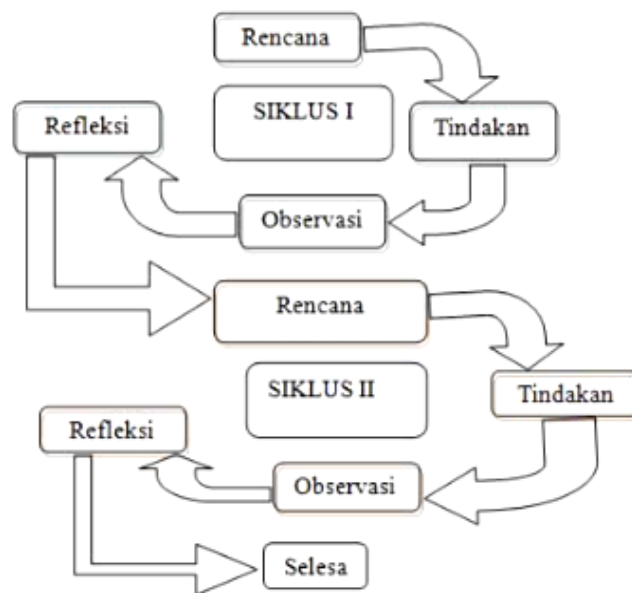 Rencana
SIKLUS I
Refleksi
Tindakan
Observasi
Rencana
SIKLUS II
Tindakan
Refleksi
Observasi
Selesa